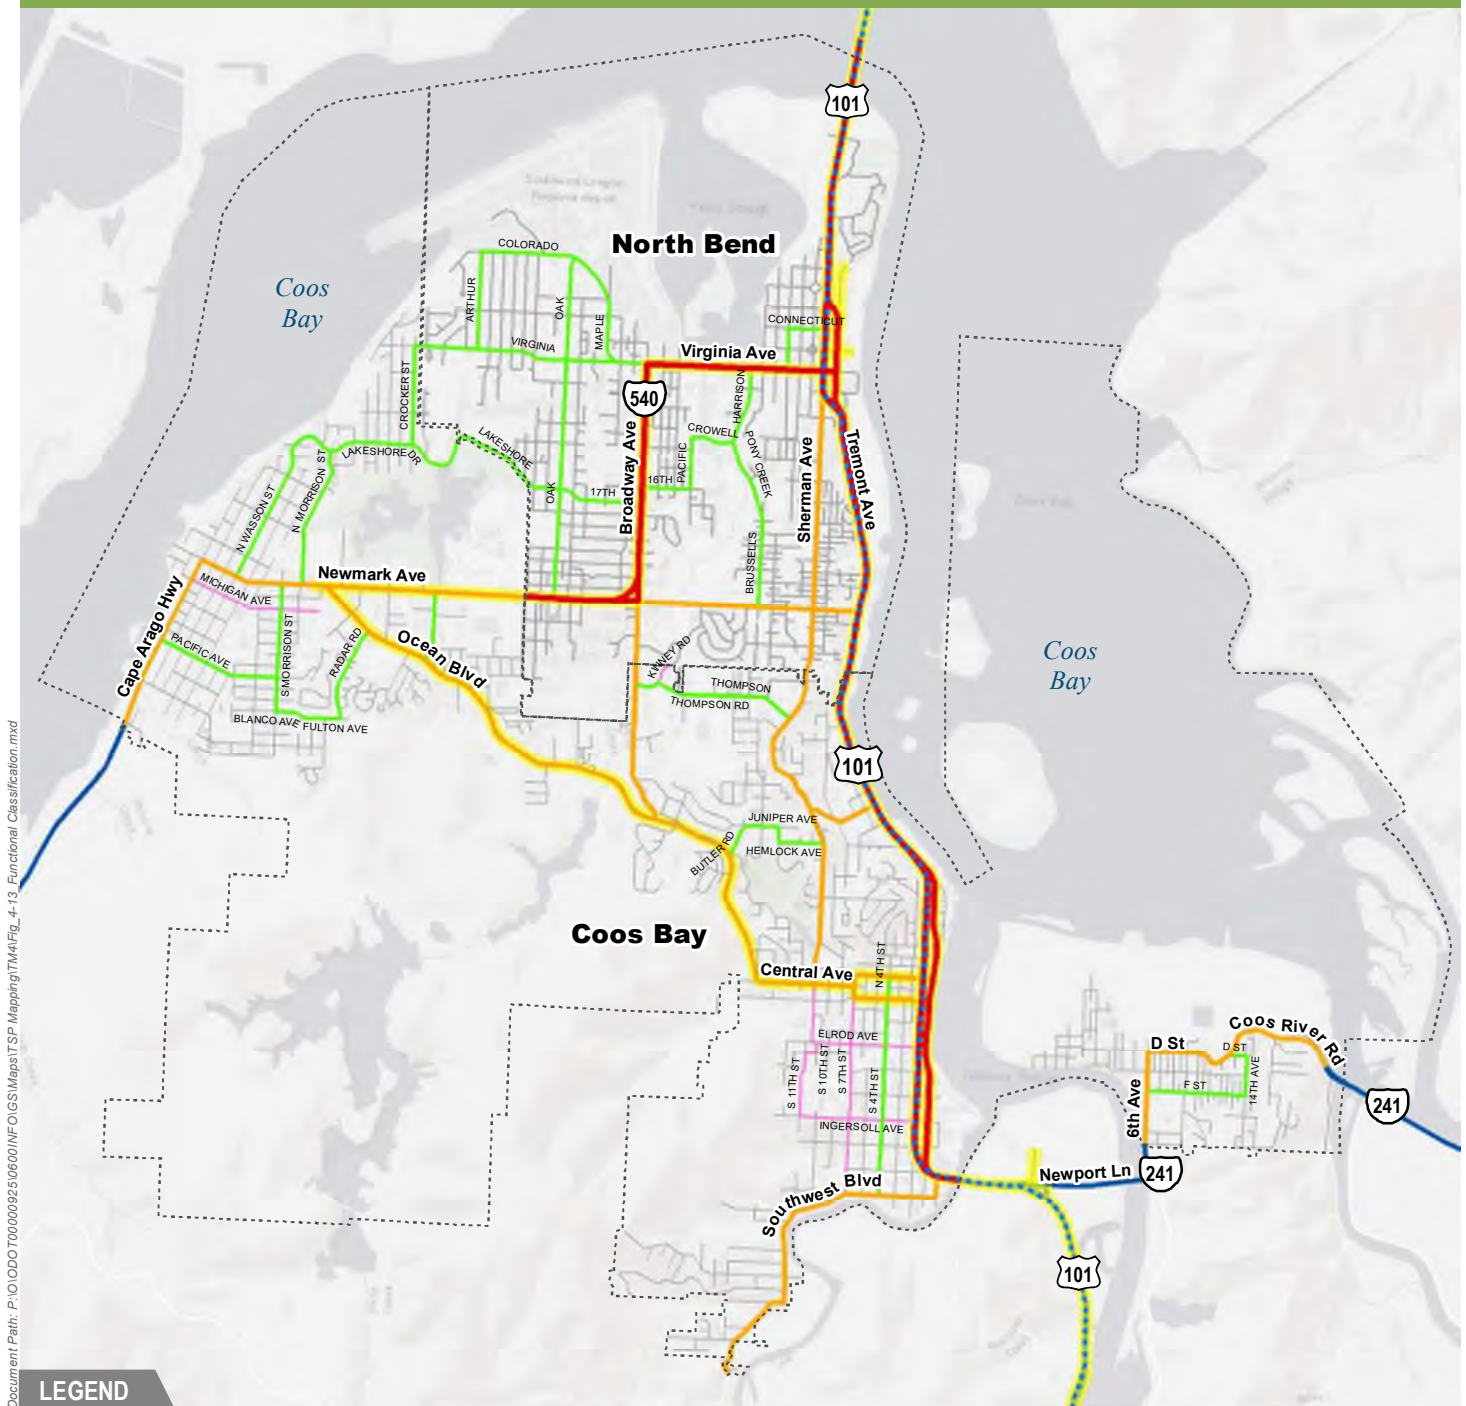 101
North Bend
COLORADO
ARTHUR
OAK
MAPLE
VIRGINIA
CONNECTICUT
Coos
Bay
Virginia Ave
540
CROCKER ST
HARRISON
CROWELL
LAKESHORE
LAKESHORE DR
PACIFIC
PONY CREEK
Broadway Ave
Sherman Ave
Tremont Ave
16TH
17TH
OAK
N WASSON ST
N MORRISON ST
BRUSSELLS
Newmark Ave
MICHIGAN AVE
Cape Arago Hwy
PACIFIC AVE
S MORRISON ST
RADAR RD
Ocean Blvd
KINNEY RD
THOMPSON
THOMPSON RD
Coos
Bay
BLANCO AVE
FULTON AVE
101
JUNIPER AVE
BUTLER RD
HEMLOCK AVE
Coos Bay
Central Ave
N 4TH ST
ELROD AVE
S 11TH ST
S 10TH ST
S 7TH ST
S 4TH ST
INGERSOLL AVE
D St
Coos River Rd
D ST
F ST
14TH AVE
6th Ave
241
Newport Ln
241
Southwest Blvd
101
Document Path: P:\O\ODOT00000925\0600INFO\GS\Maps\TSP Mapping\TM4\Fig_4-13_Functional Classification.mxd
LEGEND